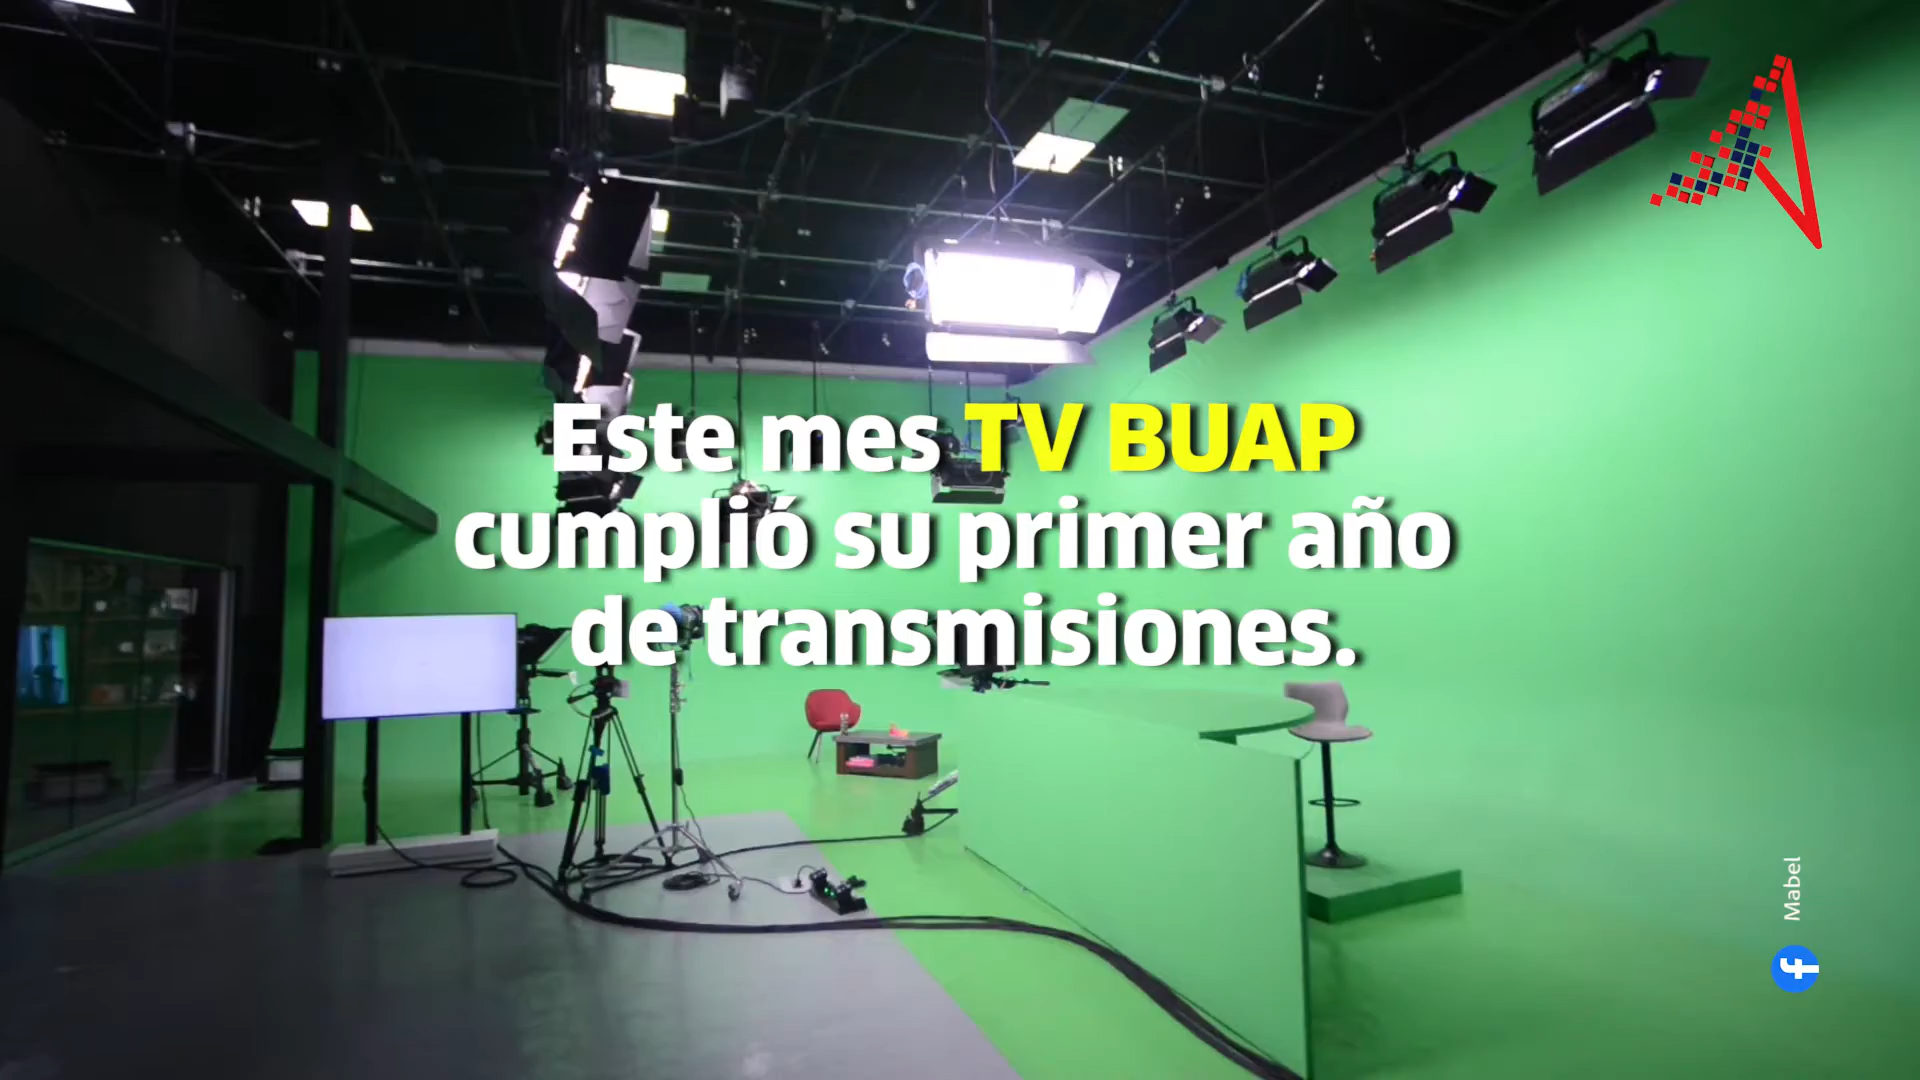 Este mes TV BUAP
cumplió su primer año
de transmisiones.
Mabel